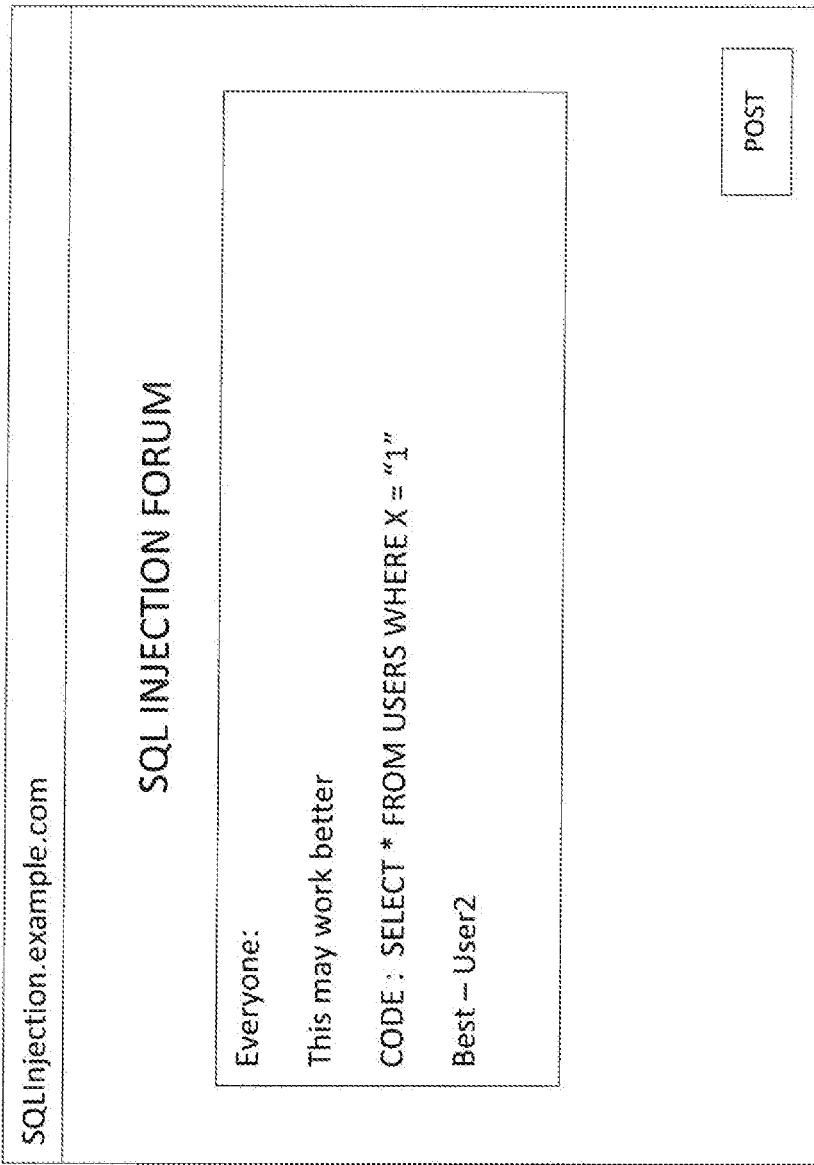 SQLInjection.example.com
SQL INJECTION FORUM
Everyone:
This may work better
CODE : SELECT * FROM USERS WHERE X = “1”
Best – User2
POST